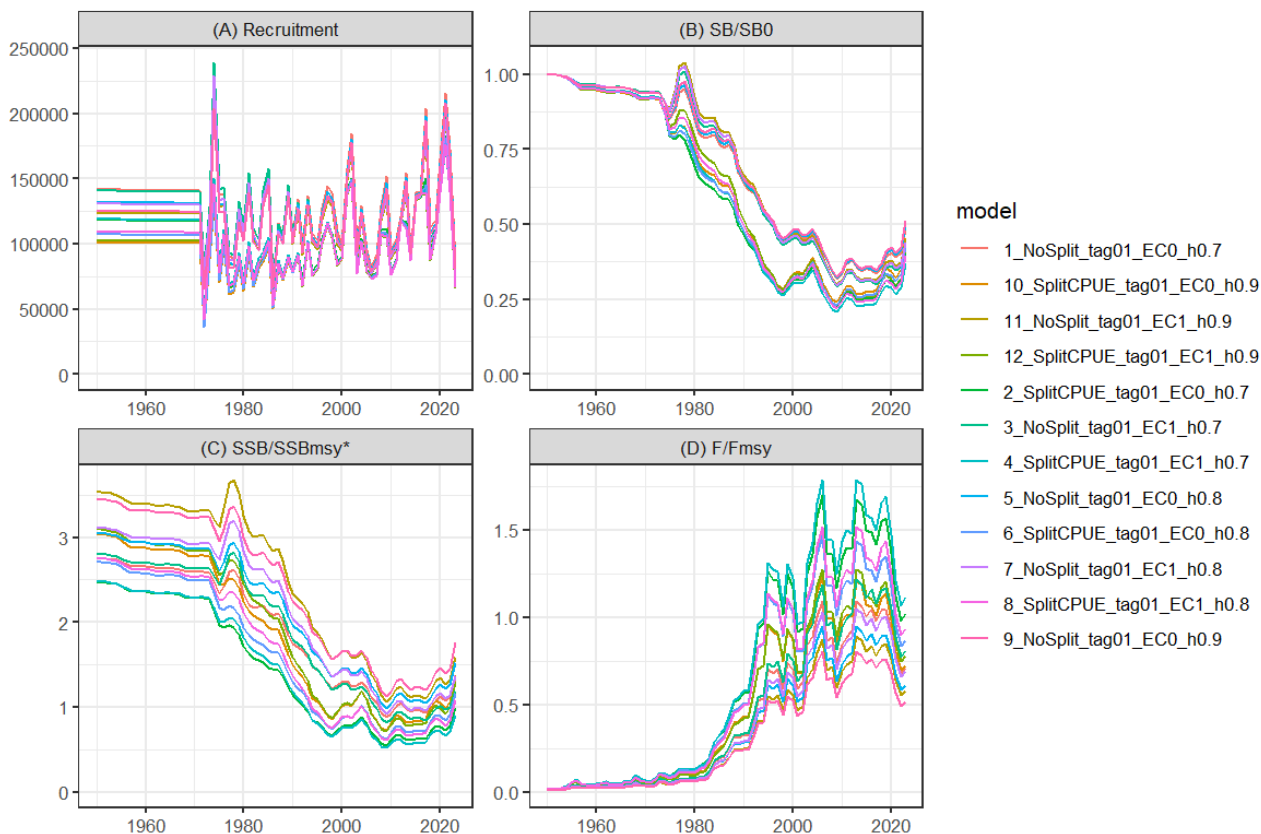 (A) Recruitment
250000
200000
150000
100000
50000
0
1960
1980
2000
2020
(B) SB/SB0
1.00
0.75
0.50
0.25
0.00
1960
1980
2000
2020
(C) SSB/SSBmsy*
3
2
1
0
1960
1980
2000
2020
(D) F/Fmsy
1.5
1.0
0.5
0.0
1960
1980
2000
2020
model
1_NoSplit_tag01_EC0_h0.7
10_SplitCPUE_tag01_EC0_h0.9
11_NoSplit_tag01_EC1_h0.9
12_SplitCPUE_tag01_EC1_h0.9
2_SplitCPUE_tag01_EC0_h0.7
3_NoSplit_tag01_EC1_h0.7
4_SplitCPUE_tag01_EC1_h0.7
5_NoSplit_tag01_EC0_h0.8
6_SplitCPUE_tag01_EC0_h0.8
7_NoSplit_tag01_EC1_h0.8
8_SplitCPUE_tag01_EC1_h0.8
9_NoSplit_tag01_EC0_h0.9